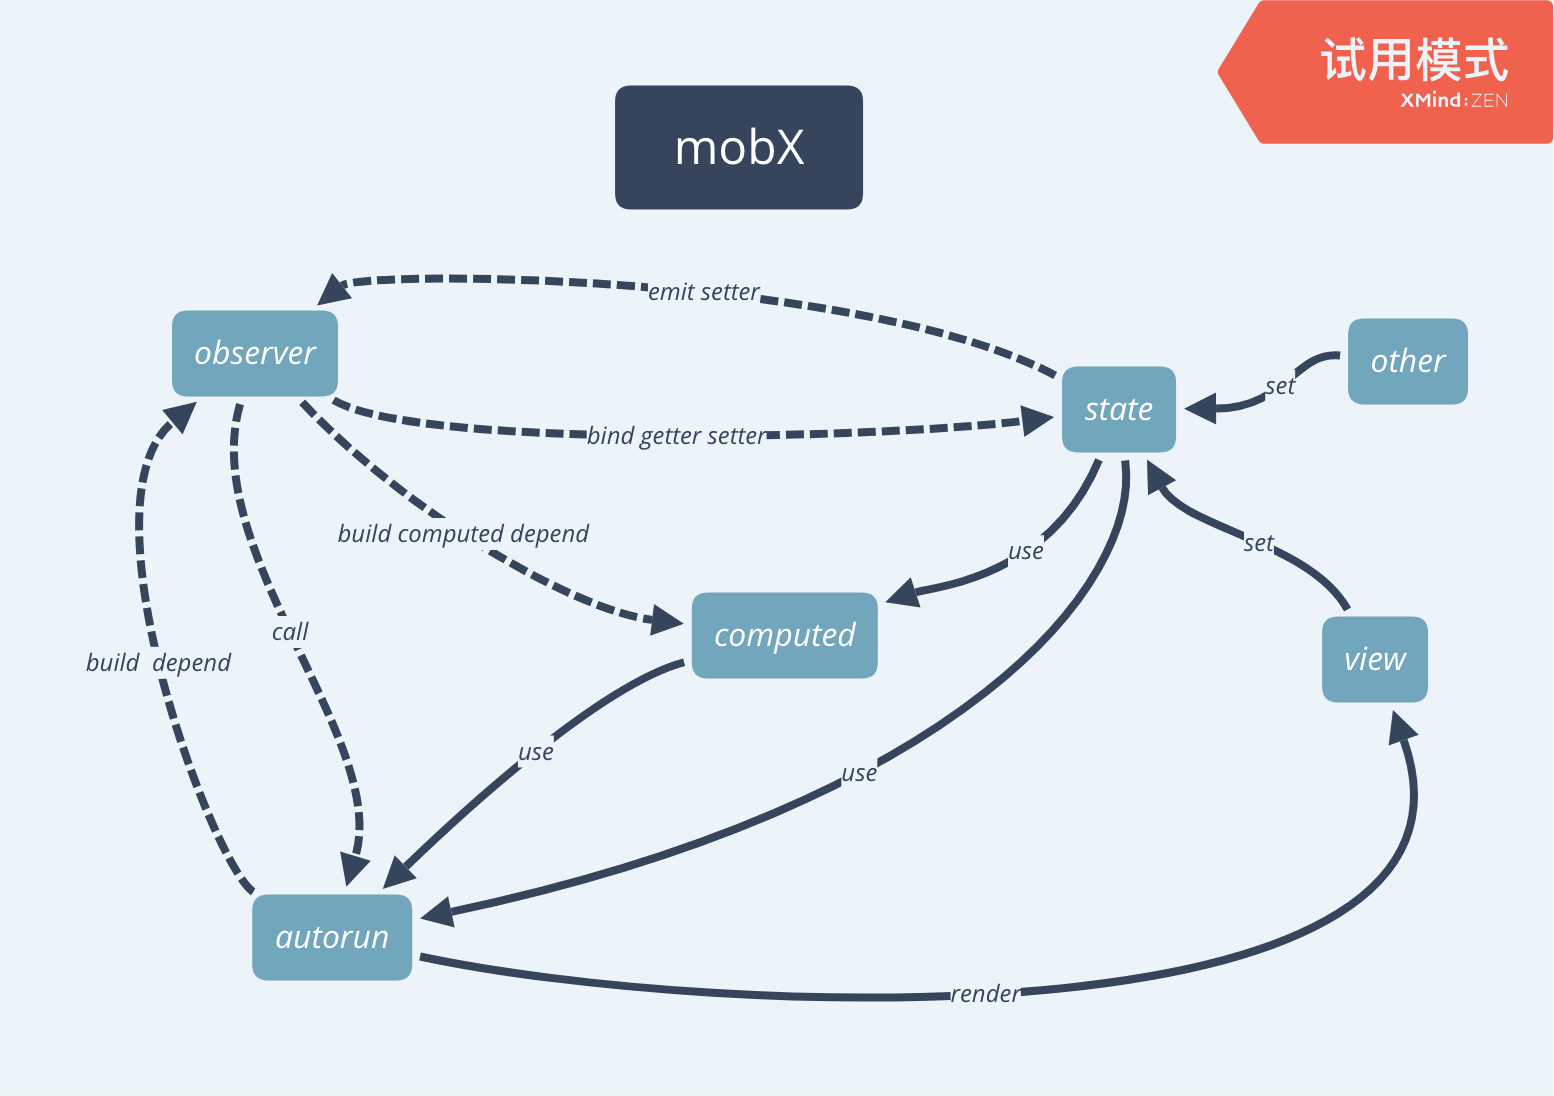 试用模式
XMind:ZEN
mobX
emit setter
observer
other
state
set
bind getter setter
build computed depend
use
set
call
computed
view
build  depend
use
use
autorun
render